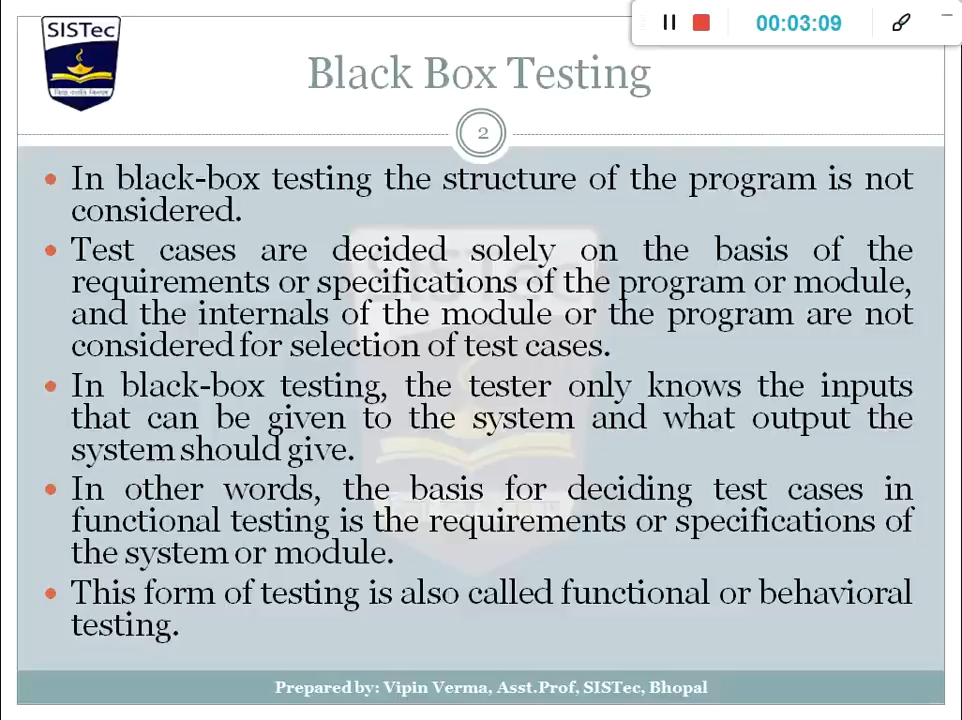 SISTec
00:03:09
Black Box Testing
2
• In black-box testing the structure of the program is not
considered.
• Test cases are decided solely on the basis of the
requirements or specifications of the program or module,
and the internals of the module or the program are not
considered for selection of test cases.
• In black-box testing, the tester only knows the inputs
that can be given to the system and what output the
system should give.
• In other words, the basis for deciding test cases in
functional testing is the requirements or specifications of
the system or module.
• This form of testing is also called functional or behavioral
testing.
Prepared by: Vipin Verma, Asst.Prof, SISTec, Bhopal